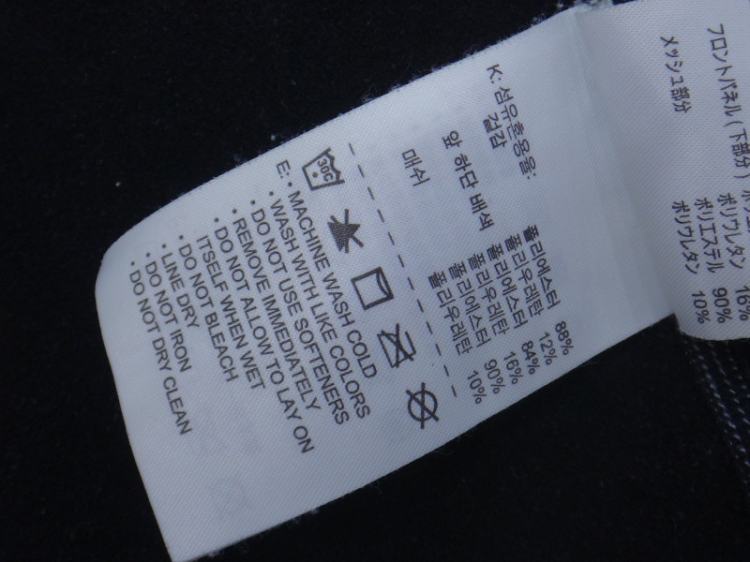 フロントパネル(下部分)
メッシュ部分
ポリウレタン 16%
ポリエステル 90%
ポリウレタン 10%
K: 섬유혼용율:
겉감
폴리에스터 88%
폴리우레탄 12%
앞 하단 배색
폴리에스터 84%
폴리우레탄 16%
매쉬
폴리에스터 90%
폴리우레탄 10%
30C
E: • MACHINE WASH COLD
• WASH WITH LIKE COLORS
• DO NOT USE SOFTENERS
• REMOVE IMMEDIATELY
• DO NOT ALLOW TO LAY ON
ITSELF WHEN WET
• DO NOT BLEACH
• LINE DRY
• DO NOT IRON
• DO NOT DRY CLEAN